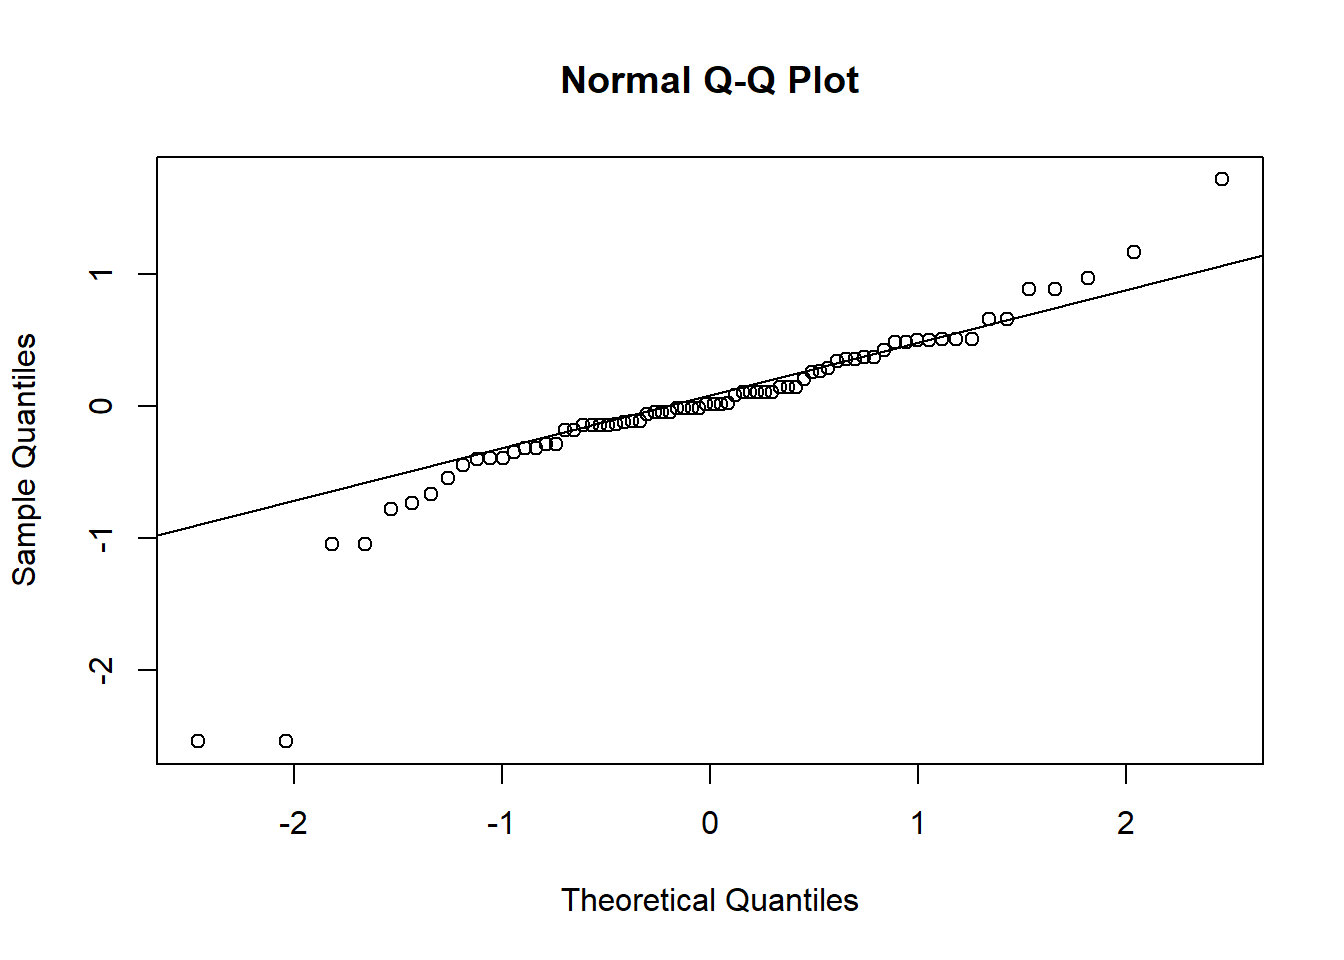 Normal Q-Q Plot
Sample Quantiles
1
0
-1
-2
-2 -1 0 1 2
Theoretical Quantiles